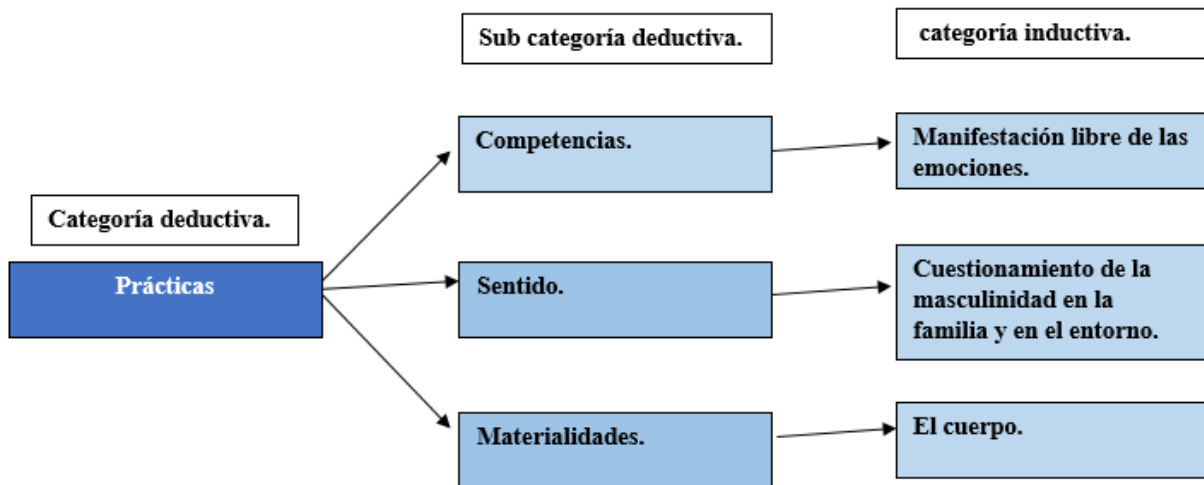 Sub categoría deductiva.
categoría inductiva.
Competencias.
Manifestación libre de las
emociones.
Categoría deductiva.
Prácticas
Sentido.
Cuestionamiento de la
masculinidad en la
familia y en el entorno.
Materialidades.
El cuerpo.